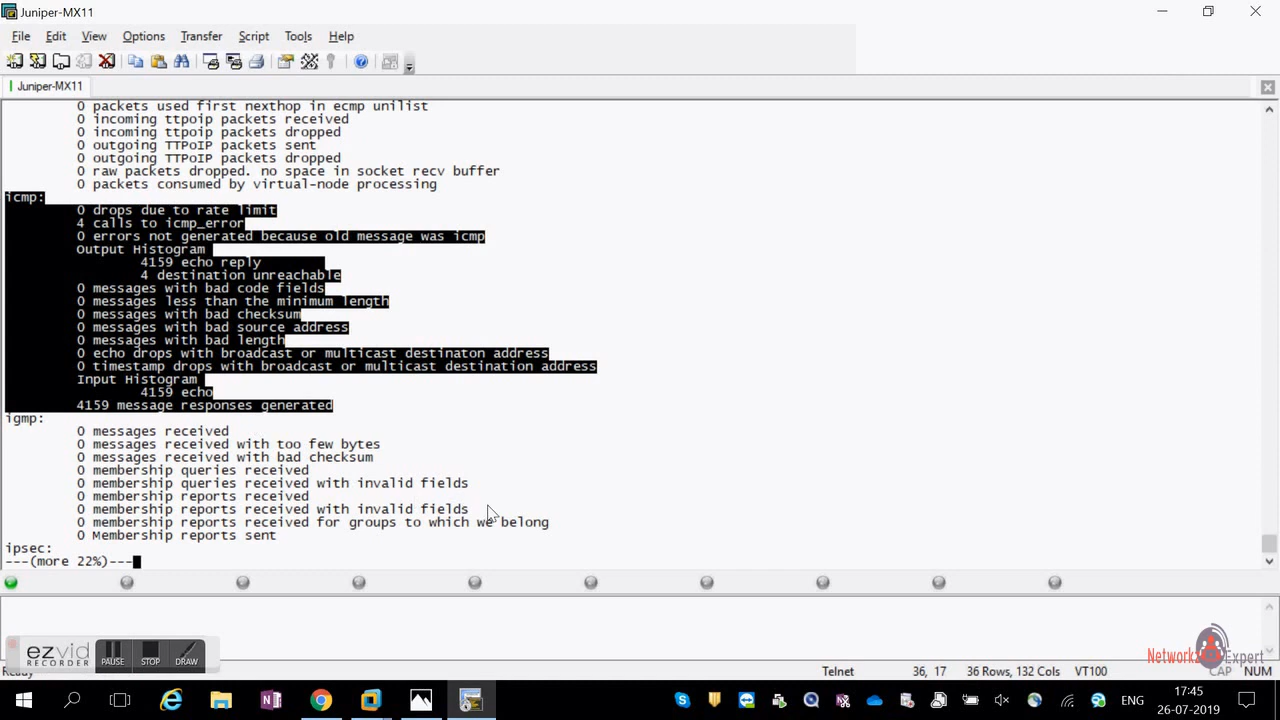 Juniper-MX11
File Edit View Options Transfer Script Tools Help
Juniper-MX11
0 packets used first nexthop in ecmp unilist
0 incoming ttpoip packets received
0 incoming ttpoip packets dropped
0 outgoing TTPoIP packets sent
0 outgoing TTPoIP packets dropped
0 raw packets dropped. no space in socket recv buffer
0 packets consumed by virtual-node processing
icmp:
0 drops due to rate limit
4 calls to icmp_error
0 errors not generated because old message was icmp
Output Histogram
4159 echo reply
4 destination unreachable
0 messages with bad code fields
0 messages less than the minimum length
0 messages with bad checksum
0 messages with bad source address
0 messages with bad length
0 echo drops with broadcast or multicast destinaton address
0 timestamp drops with broadcast or multicast destination address
Input Histogram
4159 echo
4159 message responses generated
igmp:
0 messages received
0 messages received with too few bytes
0 messages received with bad checksum
0 membership queries received
0 membership queries received with invalid fields
0 membership reports received
0 membership reports received with invalid fields
0 membership reports received for groups to which we belong
0 Membership reports sent
ipsec:
---(more 22%)---
ezvid
RECORDER
PAUSE STOP DRAW
Ready Telnet 36, 17 36 Rows, 132 Cols VT100 CAP NUM
ENG
17:45
26-07-2019